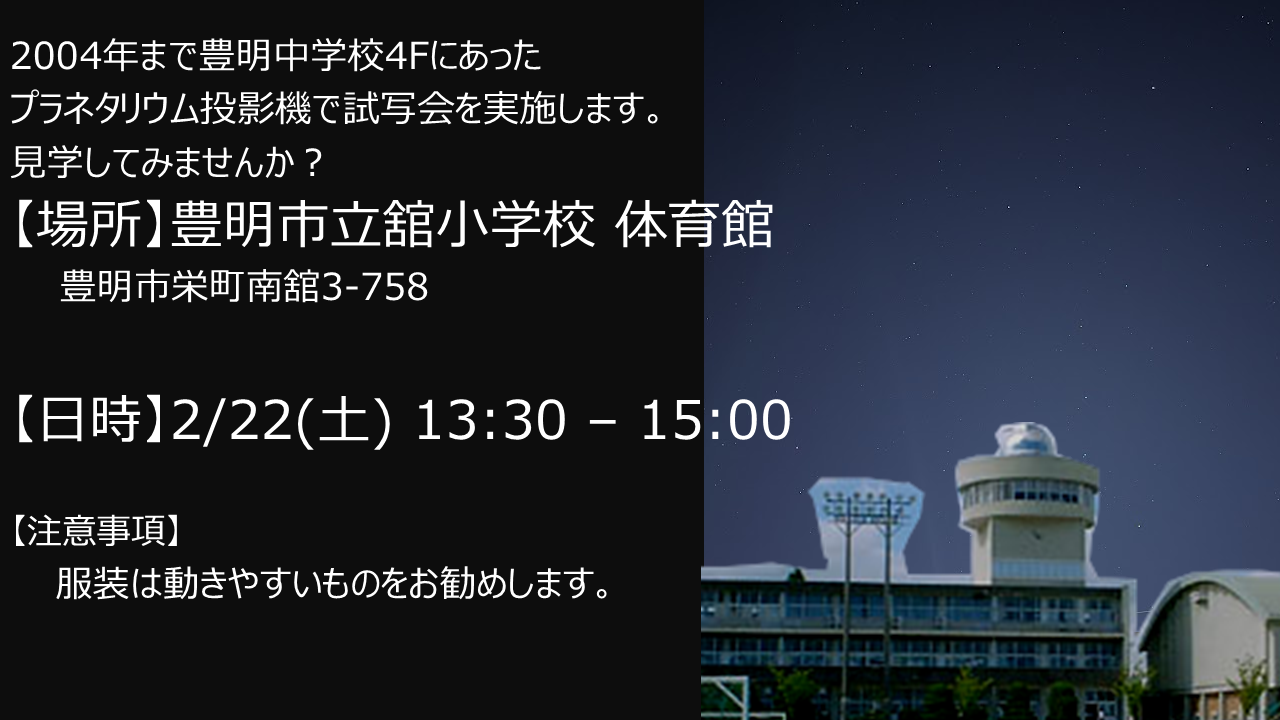 2004年まで豊明中学校4Fにあった
プラネタリウム投影機で試写会を実施します。
見学してみませんか？
【場所】豊明市立舘小学校 体育館
豊明市栄町南舘3-758
【日時】2/22(土) 13:30 – 15:00
【注意事項】
服装は動きやすいものをお勧めします。